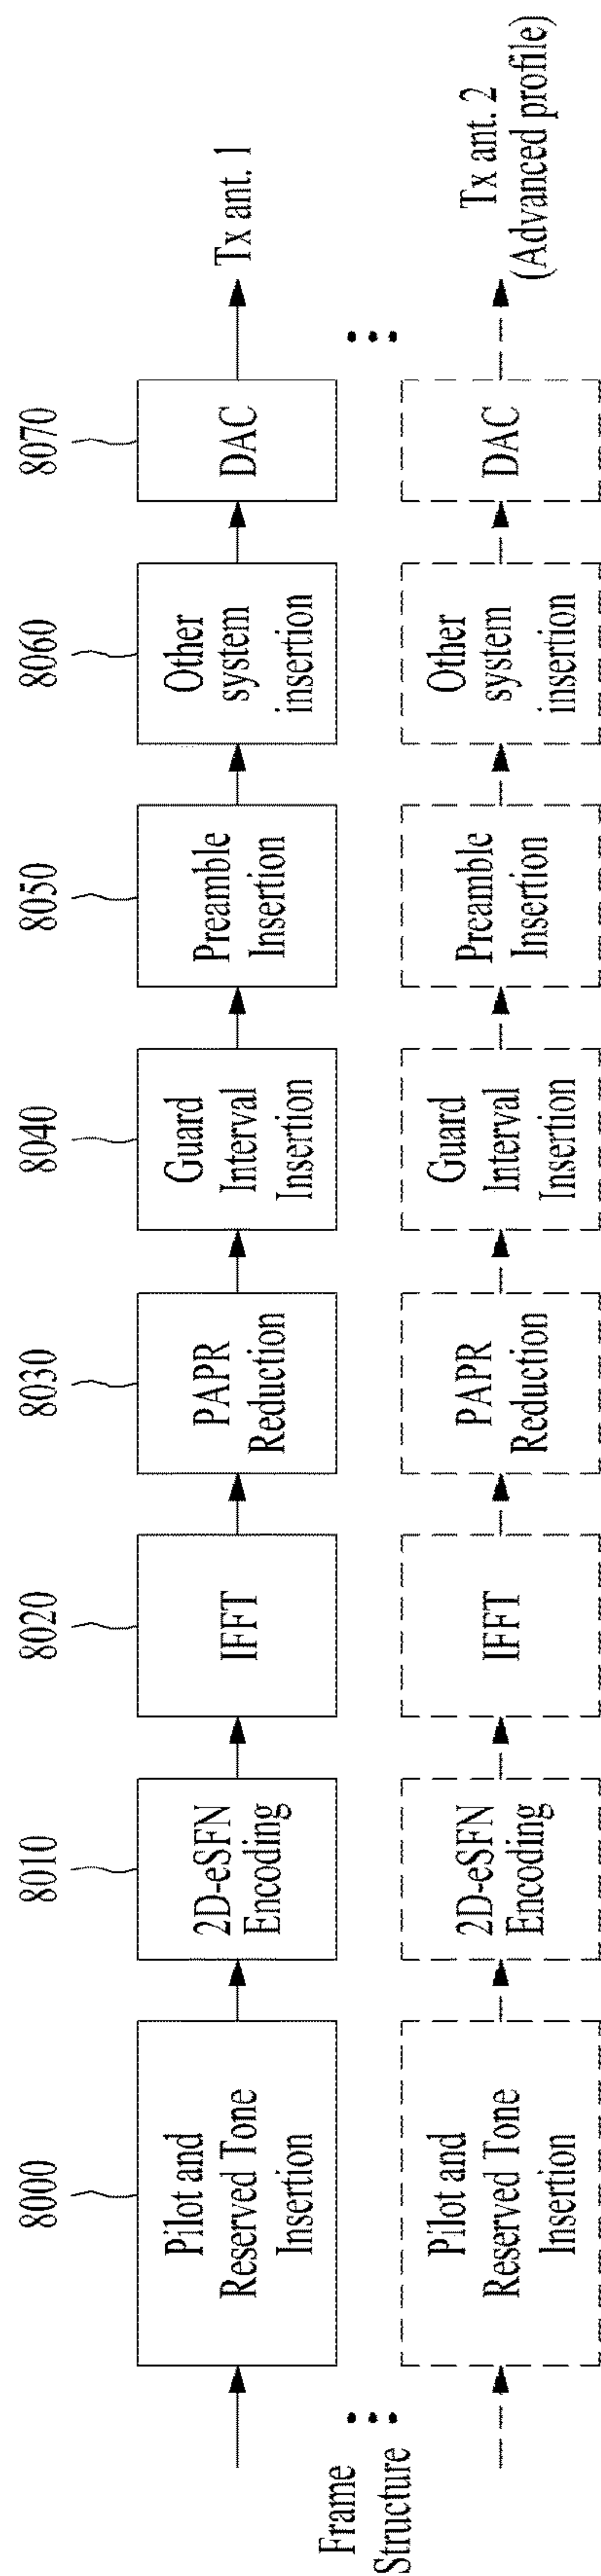 8000
8010
8020
8030
8040
8050
8060
8070
Pilot and
Reserved Tone
Insertion
2D-eSFN
Encoding
IFFT
PAPR
Reduction
Guard
Interval
Insertion
Preamble
Insertion
Other
system
insertion
DAC
Tx ant. 1
Frame
Structure
Pilot and
Reserved Tone
Insertion
2D-eSFN
Encoding
IFFT
PAPR
Reduction
Guard
Interval
Insertion
Preamble
Insertion
Other
system
insertion
DAC
Tx ant. 2
(Advanced profile)